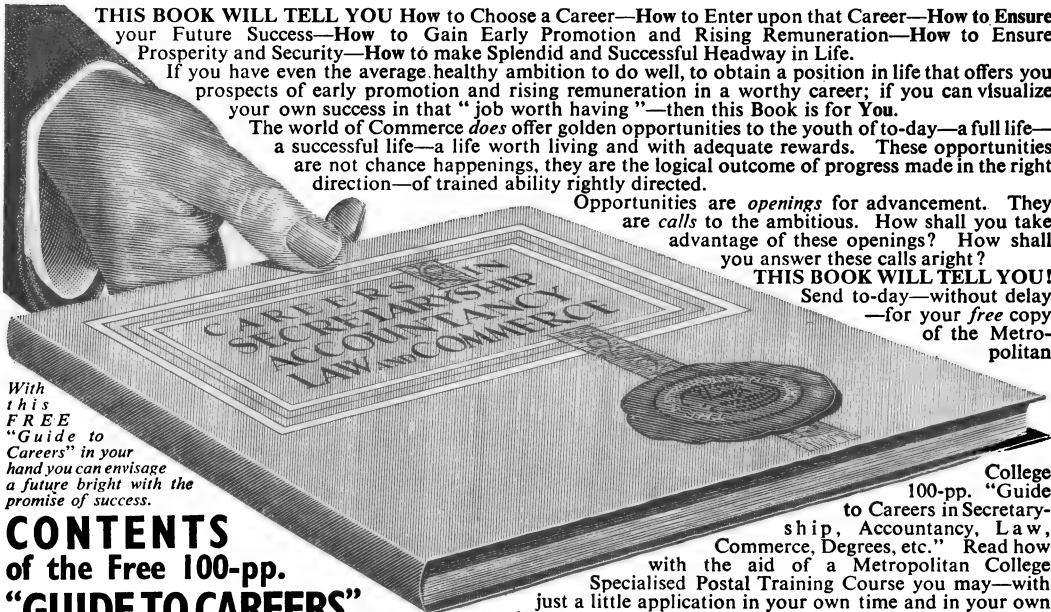 THIS BOOK WILL TELL YOU How to Choose a Career—How to Enter upon that Career—How to Ensure
your Future Success—How to Gain Early Promotion and Rising Remuneration—How to Ensure
Prosperity and Security—How to make Splendid and Successful Headway in Life.
If you have even the average healthy ambition to do well, to obtain a position in life that offers you
prospects of early promotion and rising remuneration in a worthy career; if you can visualize
your own success in that "job worth having"—then this Book is for You.
The world of Commerce does offer golden opportunities to the youth of to-day—a full life—
a successful life—a life worth living and with adequate rewards. These opportunities
are not chance happenings, they are the logical outcome of progress made in the right
direction—of trained ability rightly directed.
Opportunities are openings for advancement. They
are calls to the ambitious. How shall you take
advantage of these openings? How shall
you answer these calls aright?
THIS BOOK WILL TELL YOU!
Send to-day—without delay
—for your free copy
of the Metro-
politan
College
100-pp. "Guide
to Careers in Secretary-
ship, Accountancy, Law,
Commerce, Degrees, etc." Read how
with the aid of a Metropolitan College
Specialised Postal Training Course you may—with
just a little application in your own time and in your own
CAREERS IN
SECRETARYSHIP
ACCOUNTANCY
LAW AND COMMERCE
With
this
FREE
"Guide to
Careers" in your
hand you can envisage
a future bright with the
promise of success.
CONTENTS
of the Free 100-pp.
"GUIDE TO CAREERS"